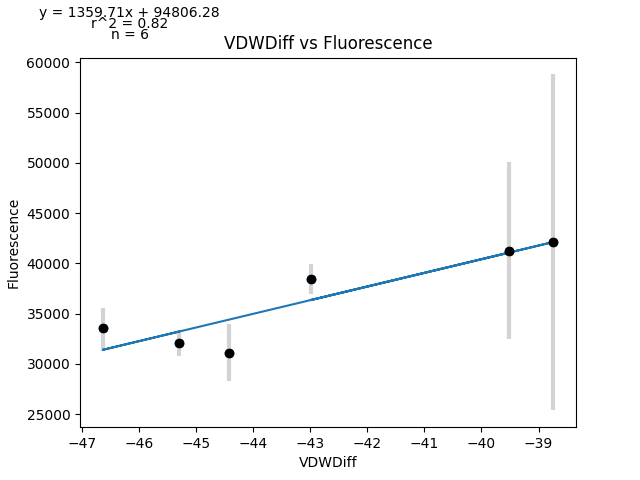 y = 1359.71x + 94806.28
r^2 = 0.82
n = 6
VDWDiff vs Fluorescence
60000
55000
50000
45000
40000
35000
30000
25000
Fluorescence
−47 −46 −45 −44 −43 −42 −41 −40 −39
VDWDiff